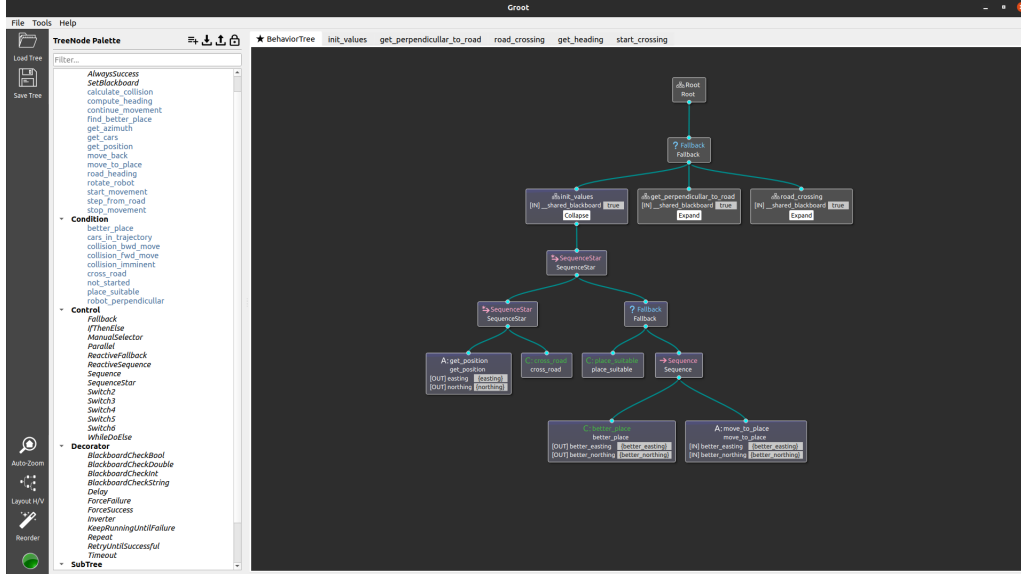 Groot
File Tools Help
Load Tree
Save Tree
Auto-Zoom
Layout H/V
Reorder
TreeNode Palette
Filter...
AlwaysSuccess
SetBlackboard
calculate_collision
compute_heading
continue_movement
find_better_place
get_azimuth
get_cars
get_position
move_back
move_to_place
road_heading
rotate_robot
start_movement
step_from_road
stop_movement
Condition
better_place
cars_in_trajectory
collision_bwd_move
collision_fwd_move
collision_imminent
cross_road
not_started
place_suitable
robot_perpendicullar
Control
Fallback
IfThenElse
ManualSelector
Parallel
ReactiveFallback
ReactiveSequence
Sequence
SequenceStar
Switch2
Switch3
Switch4
Switch5
Switch6
WhileDoElse
Decorator
BlackboardCheckBool
BlackboardCheckDouble
BlackboardCheckInt
BlackboardCheckString
Delay
ForceFailure
ForceSuccess
Inverter
KeepRunningUntilFailure
Repeat
RetryUntilSuccessful
Timeout
SubTree
★ BehaviorTree init_values get_perpendicullar_to_road road_crossing get_heading start_crossing
Root
Root
? Fallback
Fallback
init_values
[IN] __shared_blackboard true
Collapse
get_perpendicullar_to_road
[IN] __shared_blackboard true
Expand
road_crossing
[IN] __shared_blackboard true
Expand
SequenceStar
SequenceStar
SequenceStar
SequenceStar
? Fallback
Fallback
A: get_position
get_position
[OUT] easting {easting}
[OUT] northing {northing}
C: cross_road
cross_road
C: place_suitable
place_suitable
→ Sequence
Sequence
C: better_place
better_place
[OUT] better_easting {better_easting}
[OUT] better_northing {better_northing}
A: move_to_place
move_to_place
[IN] better_easting {better_easting}
[IN] better_northing {better_northing}